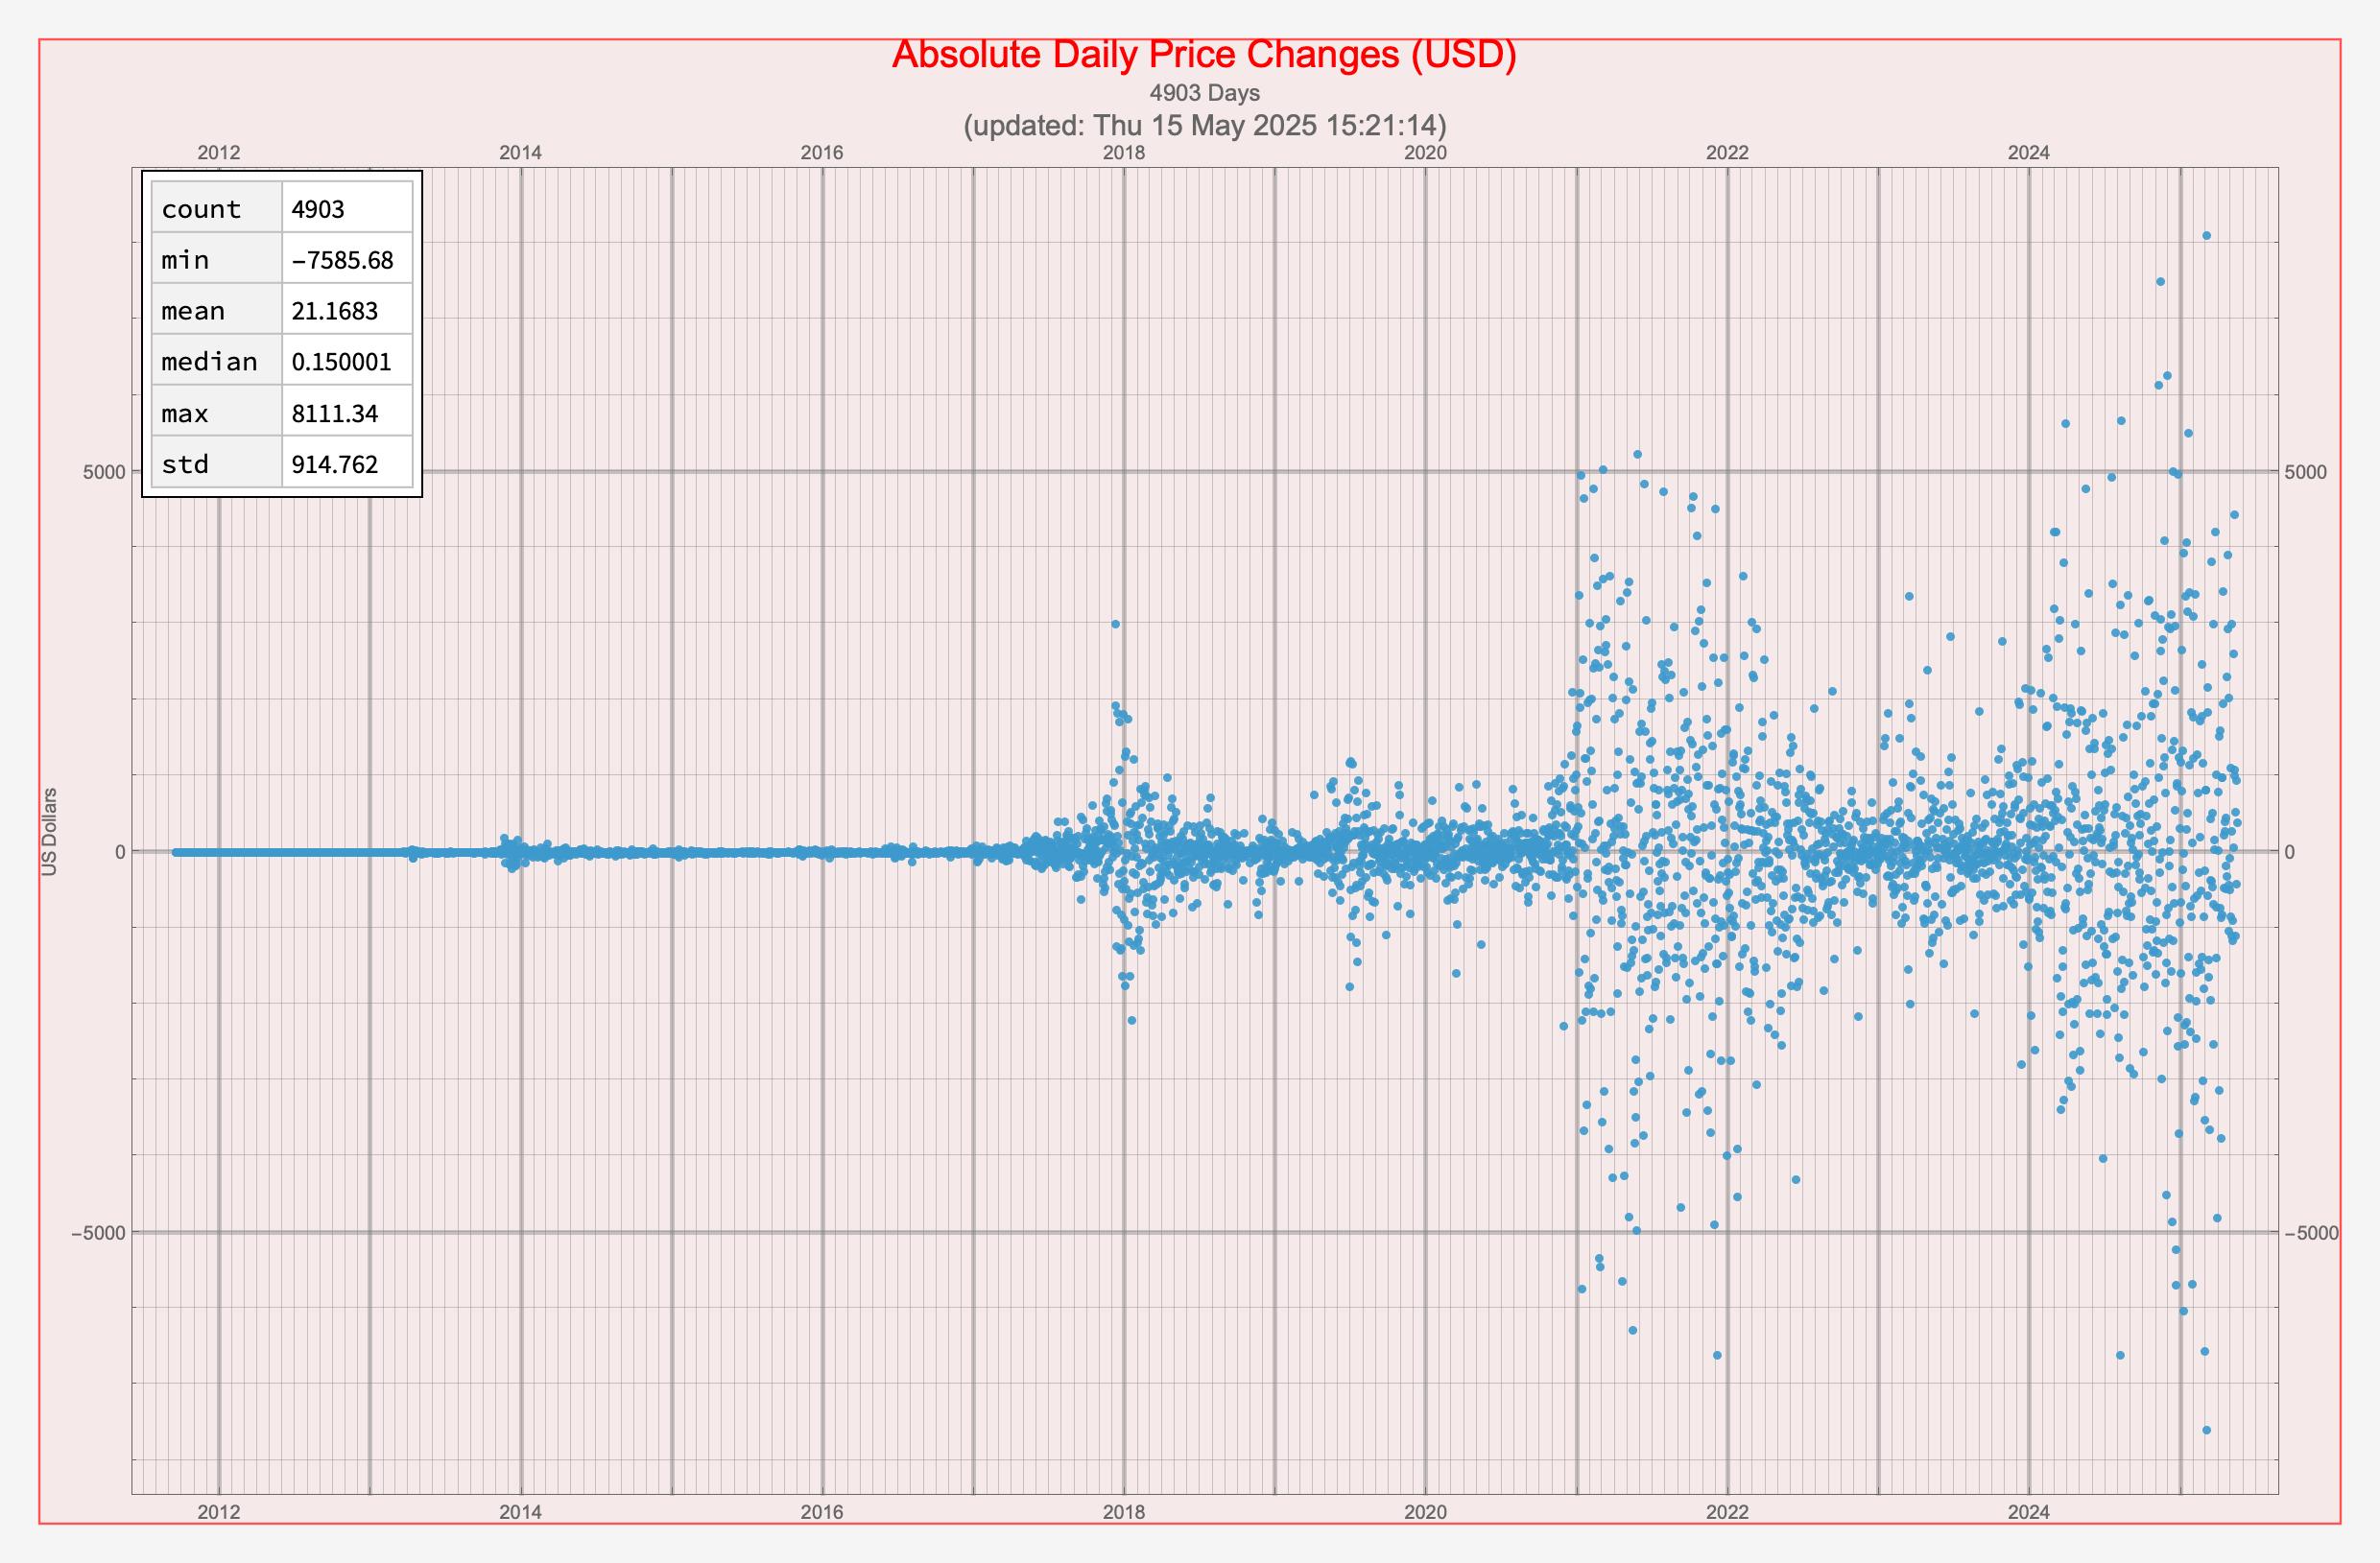 Absolute Daily Price Changes (USD)
4903 Days
(updated: Thu 15 May 2025 15:21:14)
2012 2014 2016 2018 2020 2022 2024
count 4903
min −7585.68
mean 21.1683
median 0.150001
max 8111.34
std 914.762
5000 5000
US Dollars
0 0
−5000 −5000
2012 2014 2016 2018 2020 2022 2024